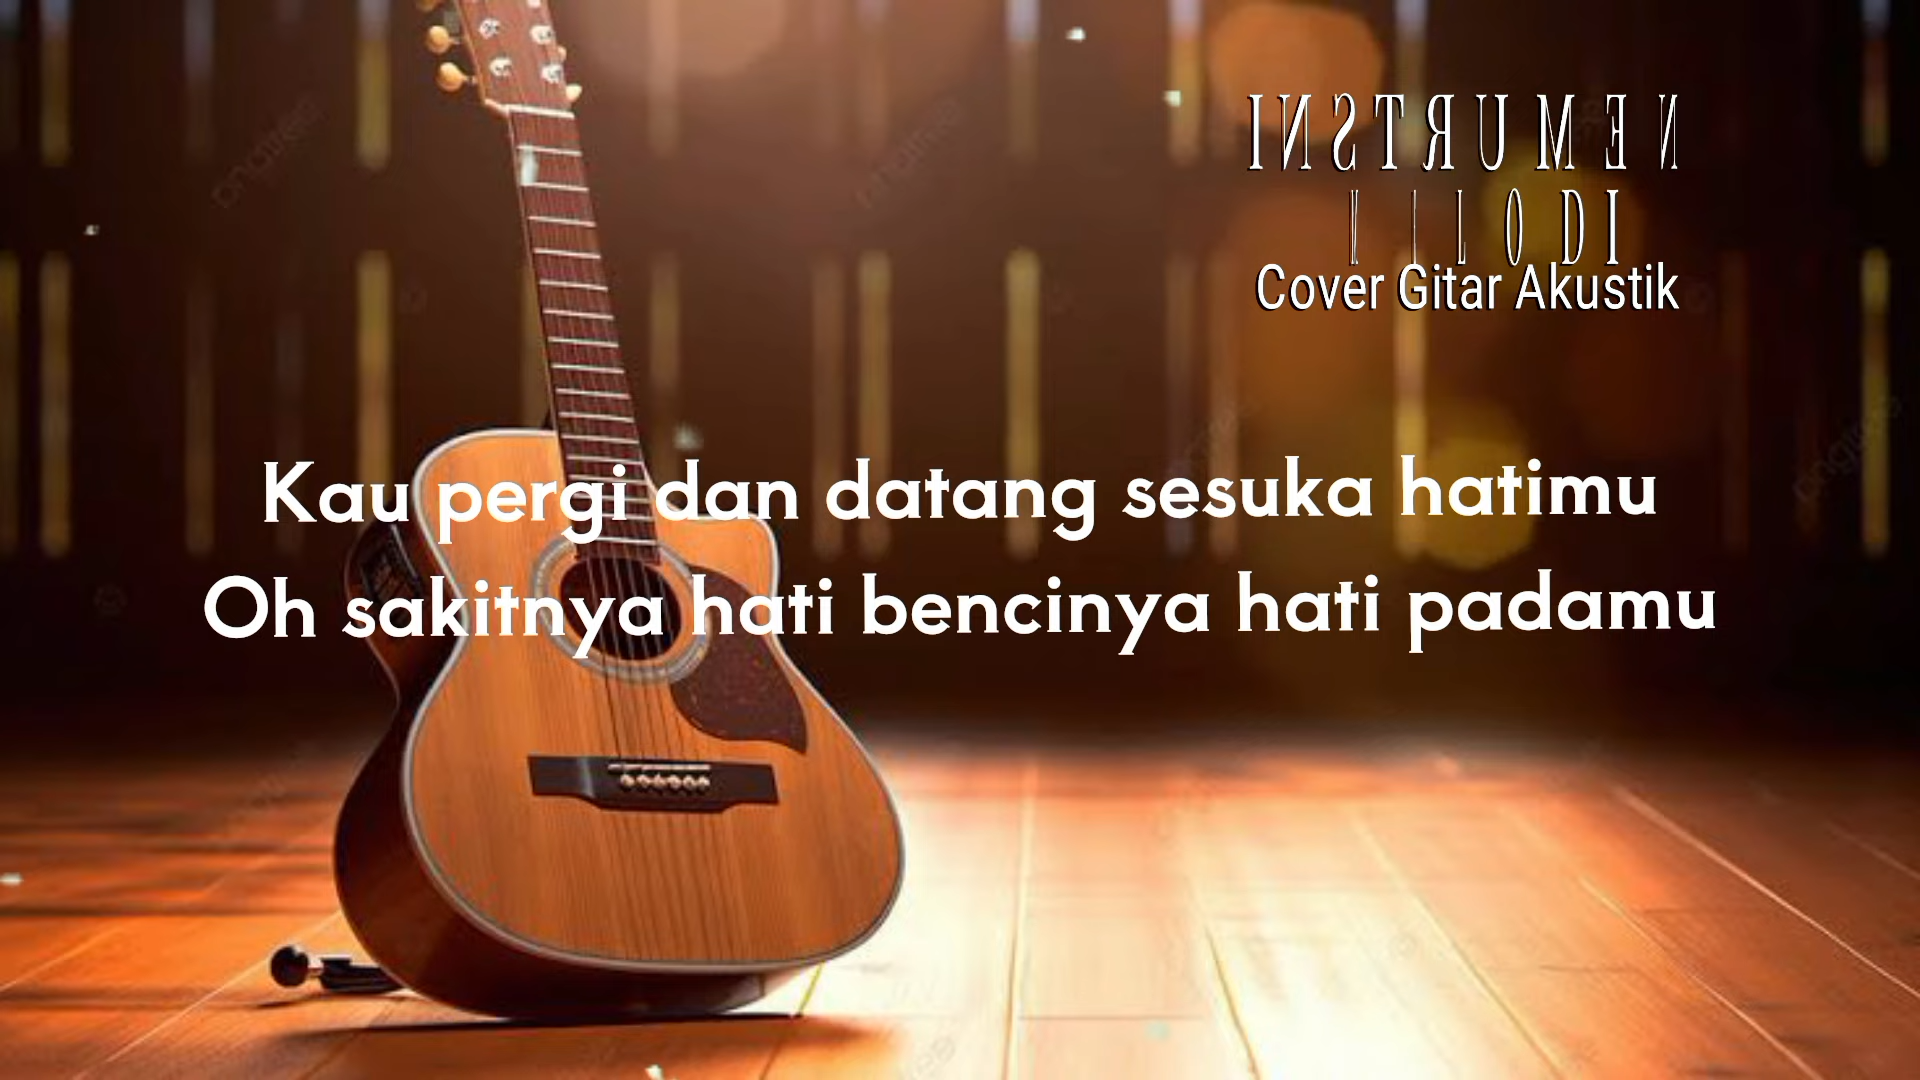 INSTRUMEN
Cover Gitar Akustik
Kau pergi dan datang sesuka hatimu
Oh sakitnya hati bencinya hati padamu